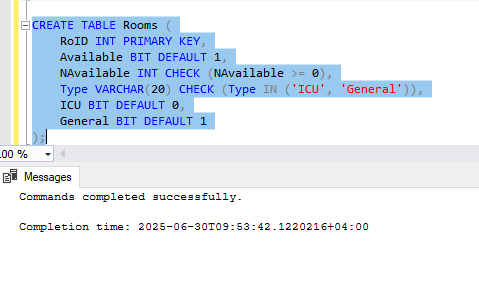 CREATE TABLE Rooms (
RoID INT PRIMARY KEY,
Available BIT DEFAULT 1,
NAvailable INT CHECK (NAvailable >= 0),
Type VARCHAR(20) CHECK (Type IN ('ICU', 'General')),
ICU BIT DEFAULT 0,
General BIT DEFAULT 1
);
.00 %
Messages
Commands completed successfully.
Completion time: 2025-06-30T09:53:42.1220216+04:00